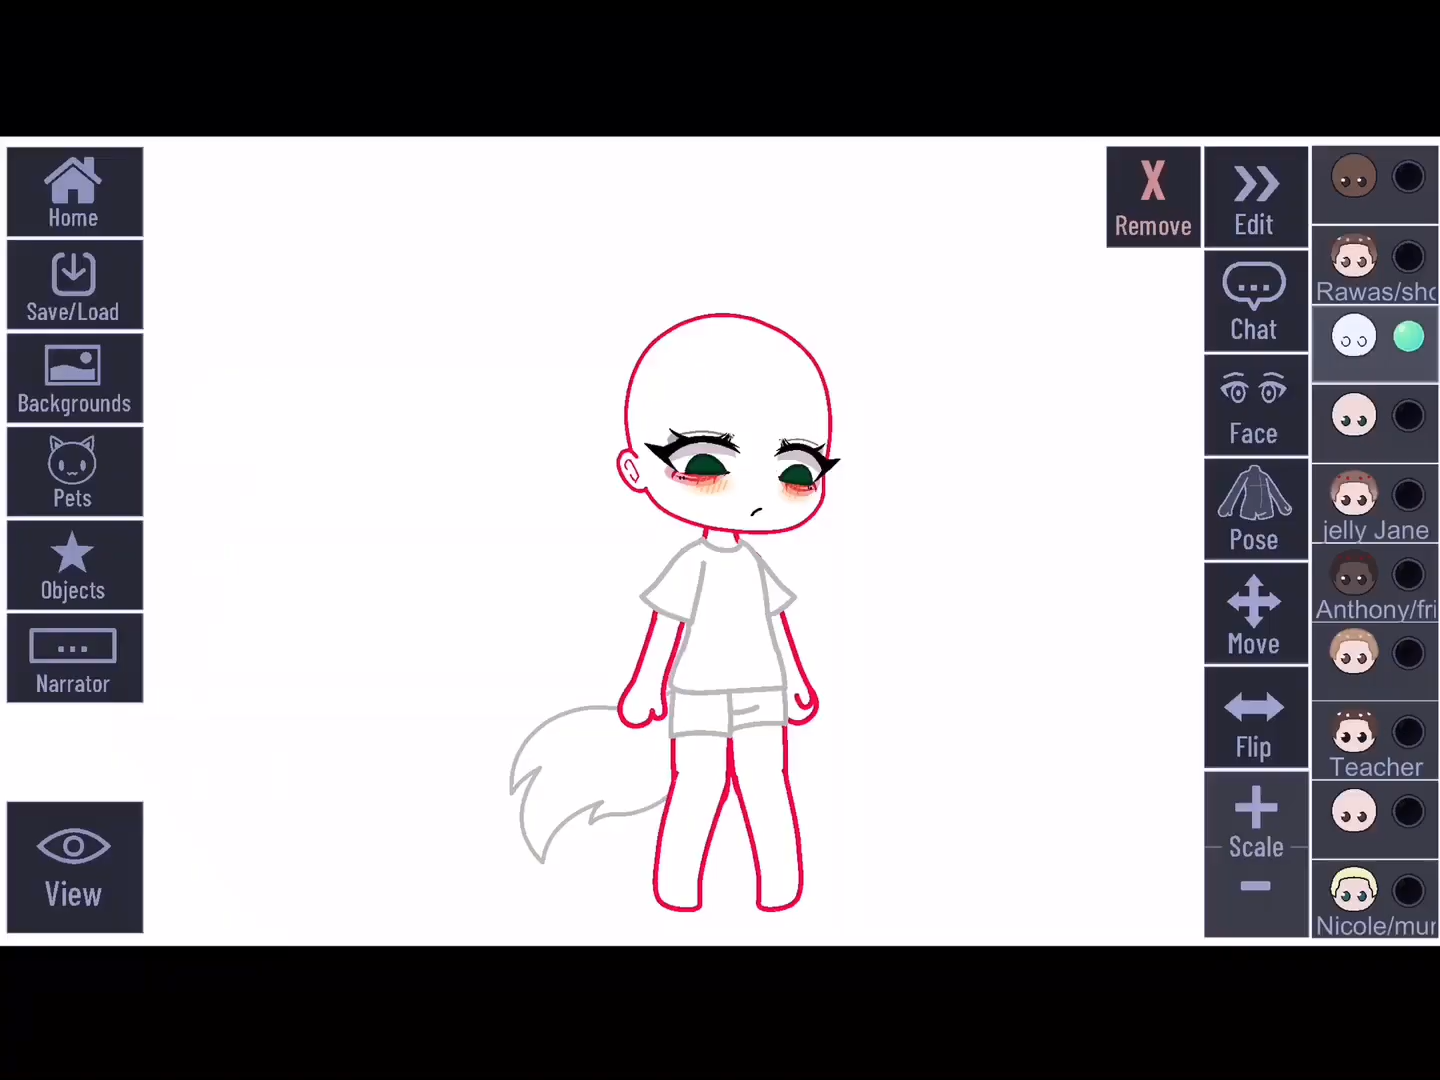 Home
Save/Load
Backgrounds
Pets
Objects
Narrator
View
X
Remove
Edit
Chat
Face
Pose
Move
Flip
Scale
Rawas/sho
jelly Jane
Anthony/fri
Teacher
Nicole/mur